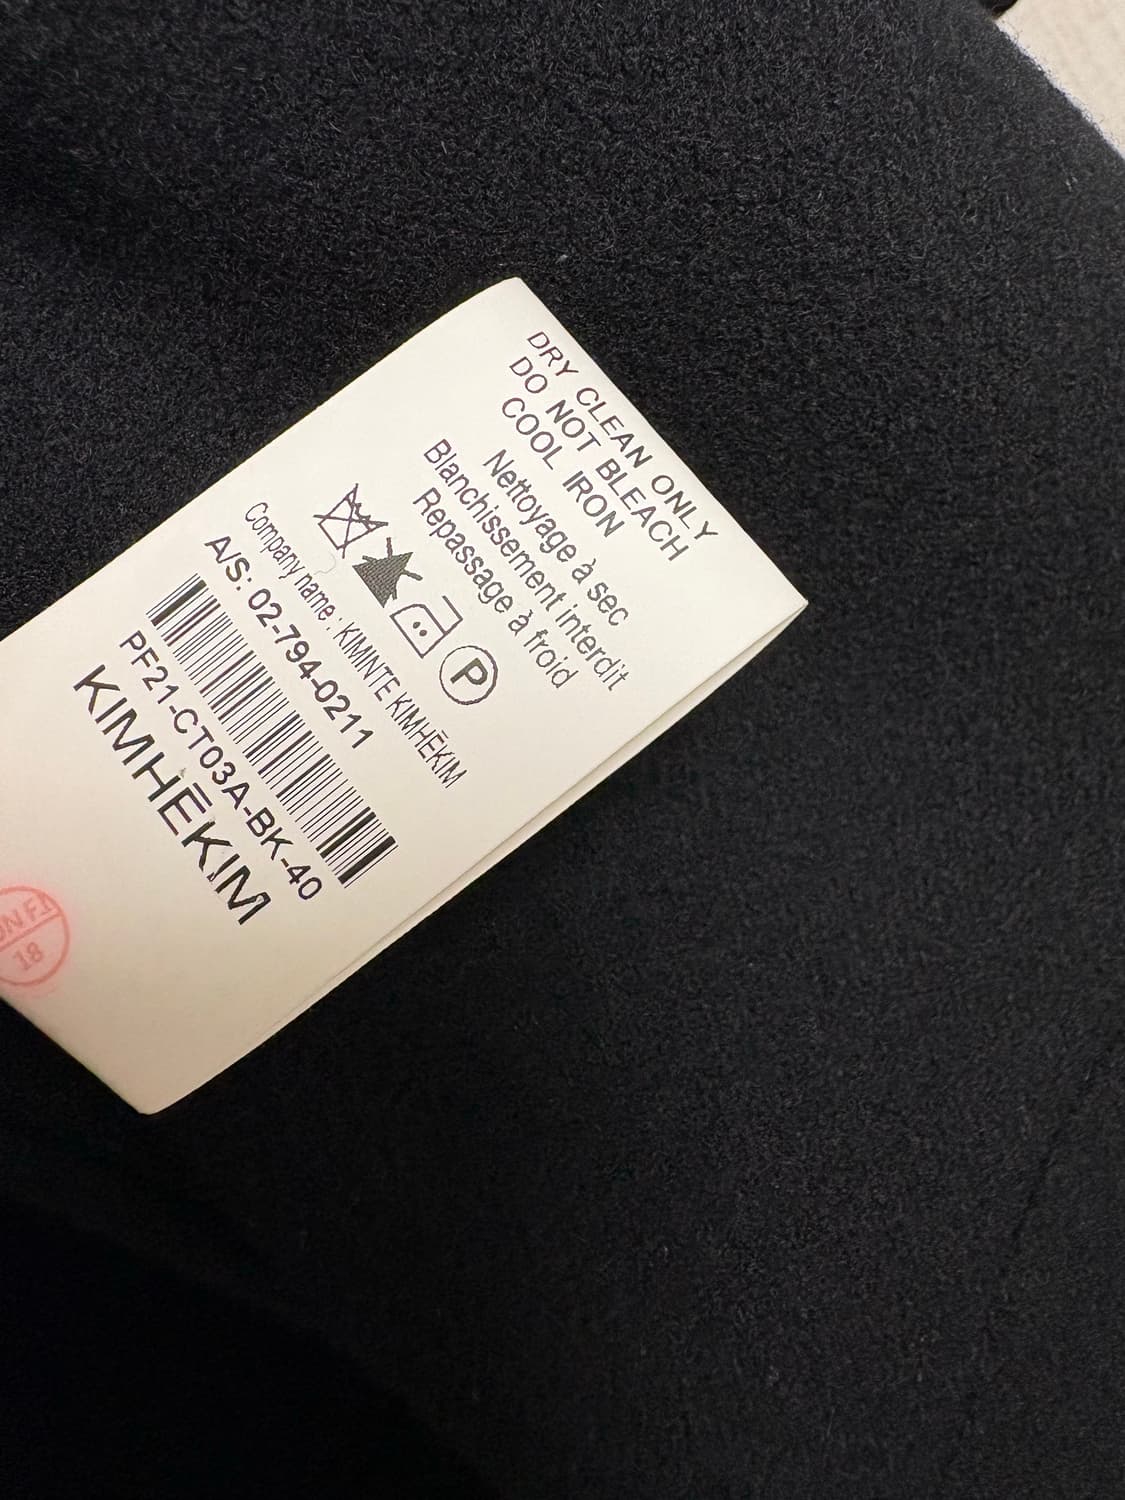 DRY CLEAN ONLY
DO NOT BLEACH
COOL IRON
Nettoyage à sec
Blanchissement interdit
Repassage à froid
P
Company name : KIMINTE KIMHĒKIM
A/S: 02-794-0211
PF21-CT03A-BK-40
KIMHĒKIM
18